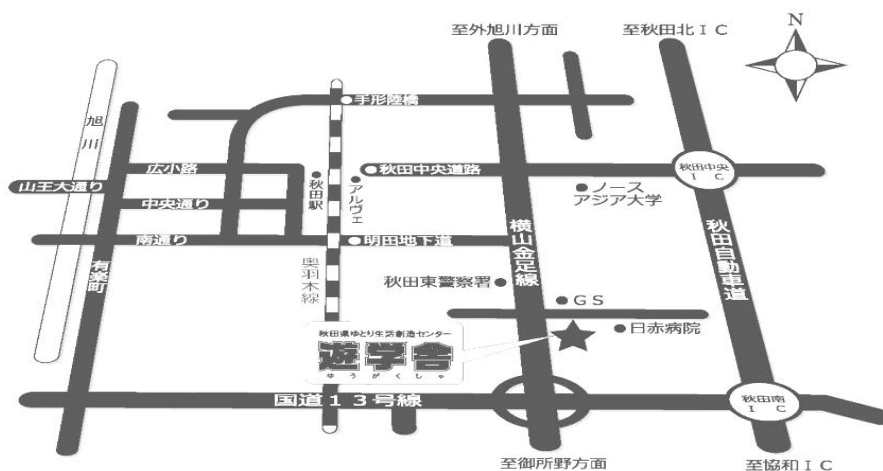 至外旭川方面
至秋田北ＩＣ
N
旭川
手形陸橋
広小路
秋田中央道路
秋田中央
ＩＣ
山王大通り
秋田駅
アルヴェ
ノース
アジア大学
中央通り
南通り
明田地下道
横山金足線
秋田自動車道
有楽町
奥羽本線
秋田東警察署
ＧＳ
日赤病院
秋田県ゆとり生活創造センター
遊学舎
ゆうがくしゃ
国道１３号線
秋田南
ＩＣ
至御所野方面
至協和ＩＣ